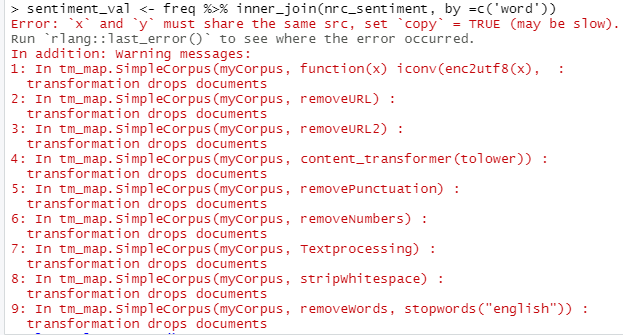 > sentiment_val <- freq %>% inner_join(nrc_sentiment, by =c('word'))
Error: `x` and `y` must share the same src, set `copy` = TRUE (may be slow).
Run `rlang::last_error()` to see where the error occurred.
In addition: Warning messages:
1: In tm_map.SimpleCorpus(myCorpus, function(x) iconv(enc2utf8(x),  :
  transformation drops documents
2: In tm_map.SimpleCorpus(myCorpus, removeURL) :
  transformation drops documents
3: In tm_map.SimpleCorpus(myCorpus, removeURL2) :
  transformation drops documents
4: In tm_map.SimpleCorpus(myCorpus, content_transformer(tolower)) :
  transformation drops documents
5: In tm_map.SimpleCorpus(myCorpus, removePunctuation) :
  transformation drops documents
6: In tm_map.SimpleCorpus(myCorpus, removeNumbers) :
  transformation drops documents
7: In tm_map.SimpleCorpus(myCorpus, Textprocessing) :
  transformation drops documents
8: In tm_map.SimpleCorpus(myCorpus, stripWhitespace) :
  transformation drops documents
9: In tm_map.SimpleCorpus(myCorpus, removeWords, stopwords("english")) :
  transformation drops documents